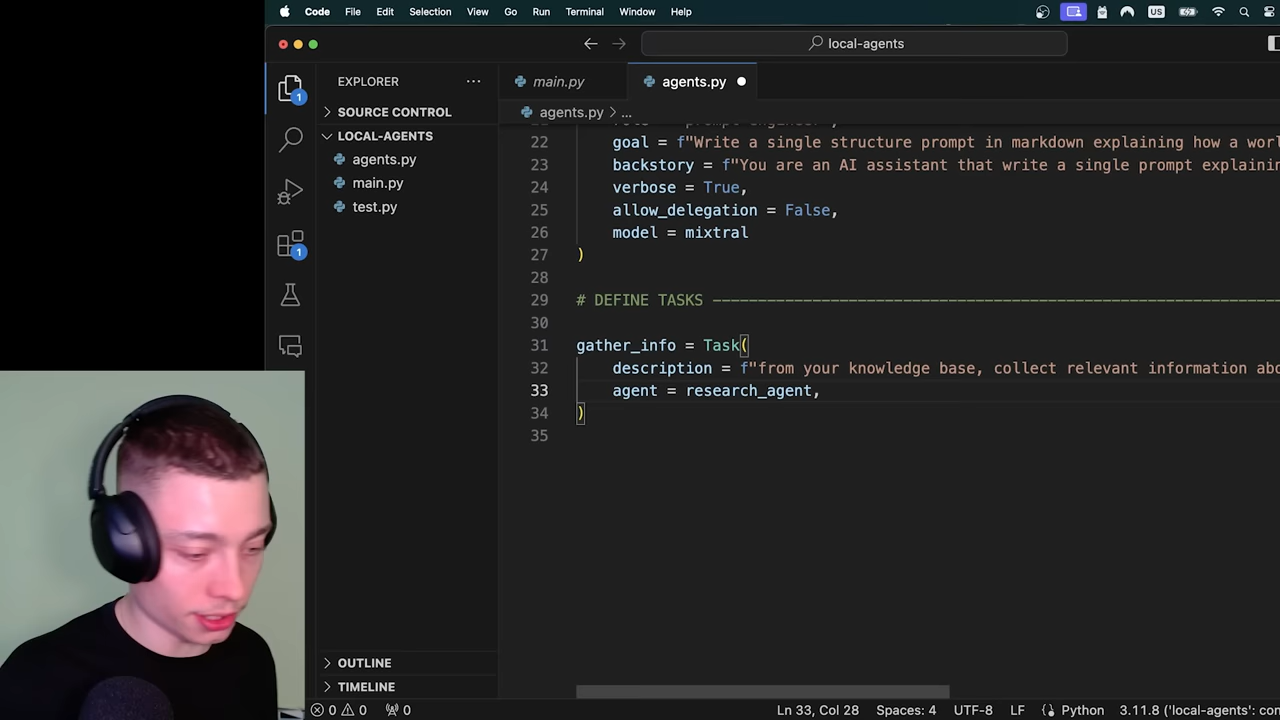 Code File Edit Selection View Go Run Terminal Window Help US
local-agents
EXPLORER ···
main.py
agents.py
SOURCE CONTROL
LOCAL-AGENTS
agents.py
main.py
test.py
1
1
agents.py > ...
22 goal = f"Write a single structure prompt in markdown explaining how a worl
23 backstory = f"You are an AI assistant that write a single prompt explainin
24 verbose = True,
25 allow_delegation = False,
26 model = mixtral
27 )
28
29 # DEFINE TASKS
30
31 gather_info = Task(
32 description = f"from your knowledge base, collect relevant information abo
33 agent = research_agent,
34 )
35
OUTLINE
TIMELINE
0 0 0 Ln 33, Col 28 Spaces: 4 UTF-8 LF Python 3.11.8 ('local-agents': con